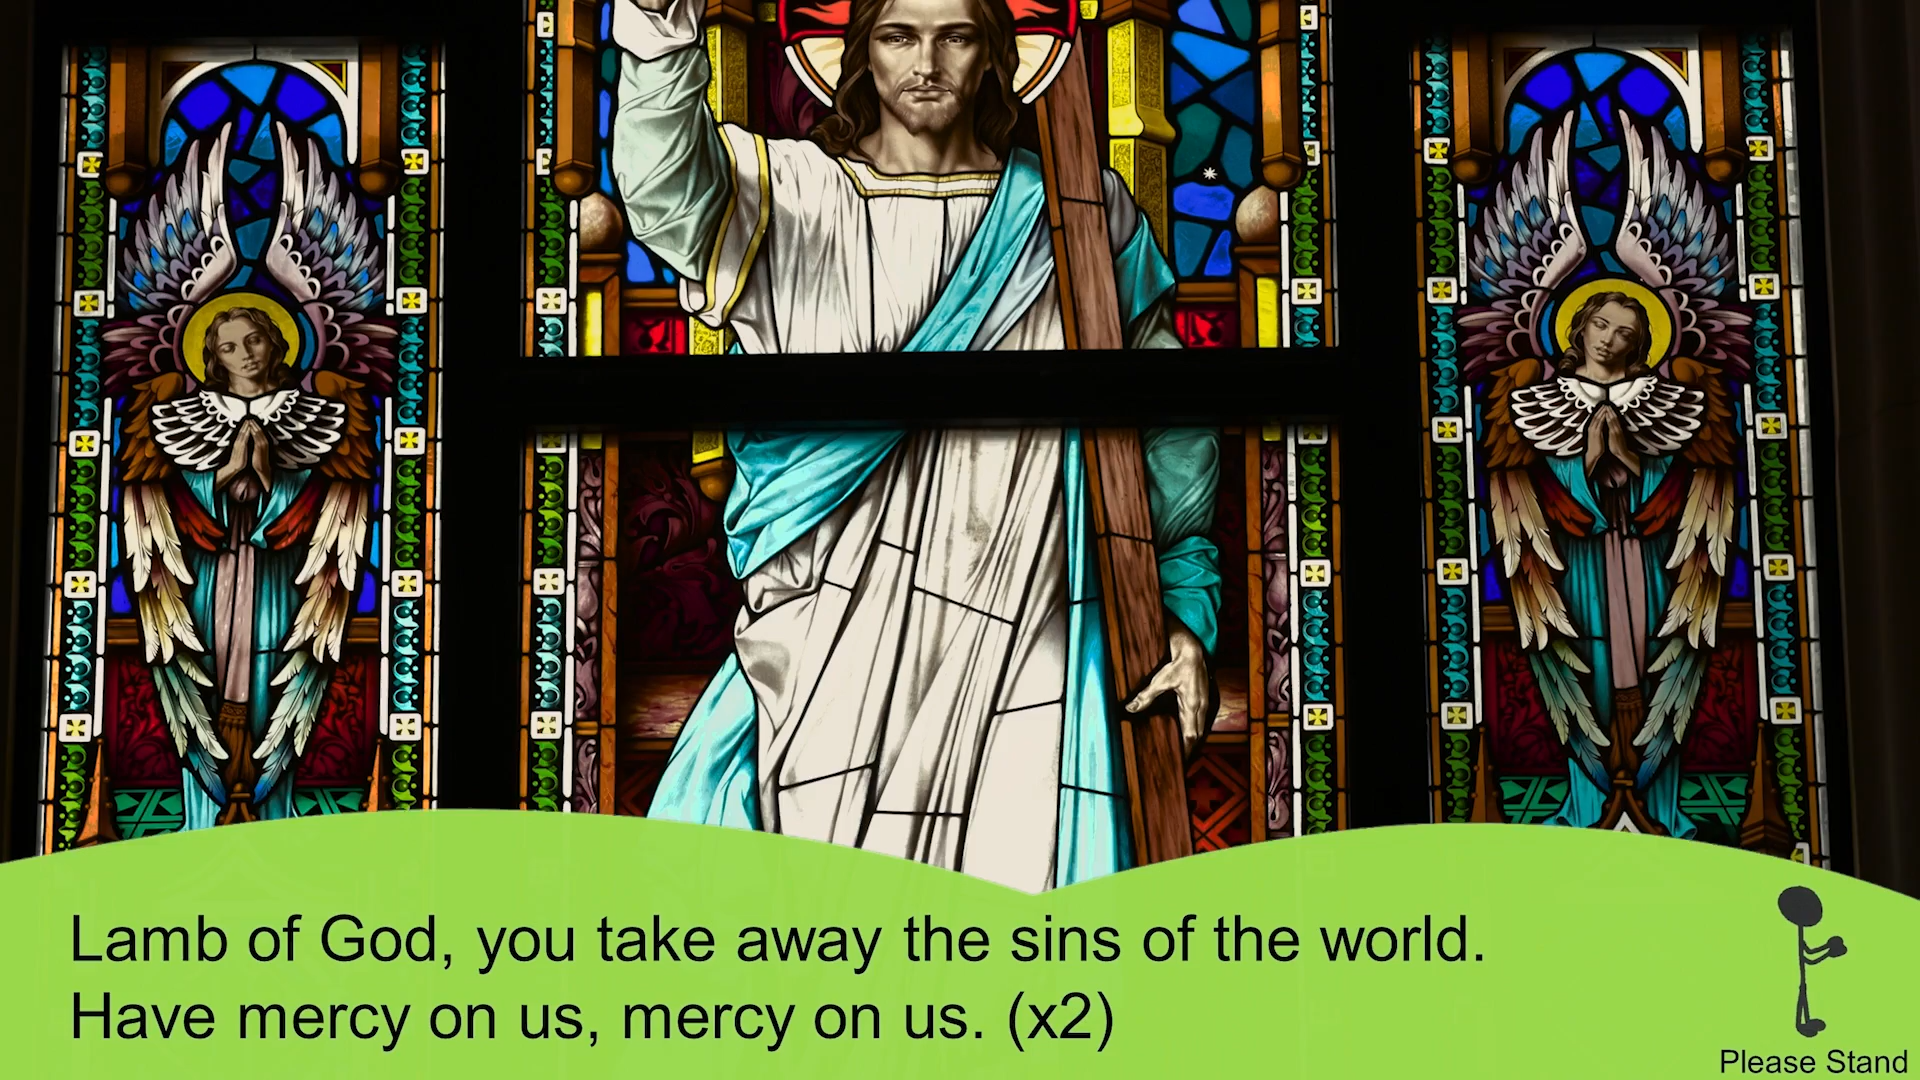 Lamb of God, you take away the sins of the world.
Have mercy on us, mercy on us. (x2)
Please Stand